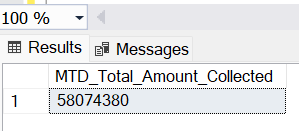 100 %
Results Messages
MTD_Total_Amount_Collected
1 58074380